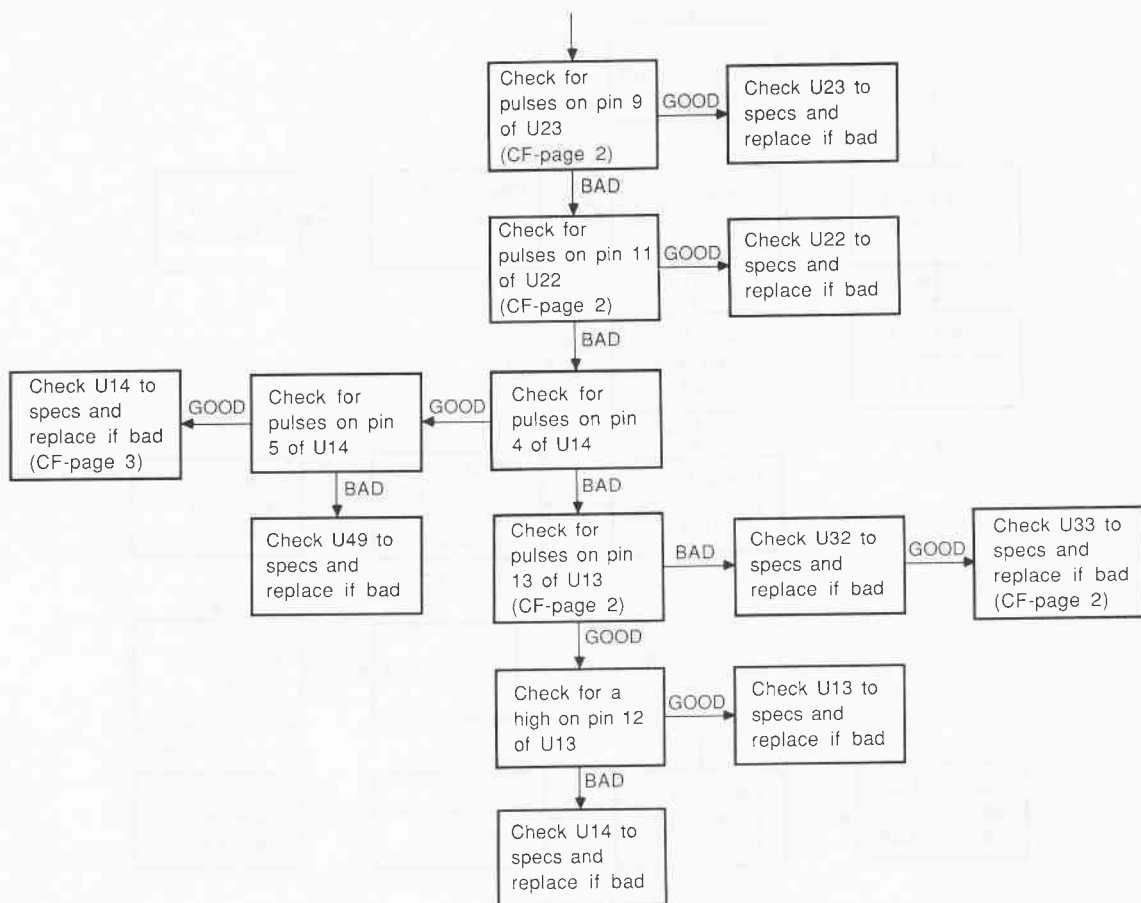 Check for
pulses on pin 9
of U23
(CF-page 2)
GOOD
Check U23 to
specs and
replace if bad
BAD
Check for
pulses on pin 11
of U22
(CF-page 2)
GOOD
Check U22 to
specs and
replace if bad
BAD
Check U14 to
specs and
replace if bad
(CF-page 3)
GOOD
Check for
pulses on pin
5 of U14
GOOD
Check for
pulses on pin
4 of U14
BAD
Check U49 to
specs and
replace if bad
BAD
Check for
pulses on pin
13 of U13
(CF-page 2)
BAD
Check U32 to
specs and
replace if bad
GOOD
Check U33 to
specs and
replace if bad
(CF-page 2)
GOOD
Check for a
high on pin 12
of U13
GOOD
Check U13 to
specs and
replace if bad
BAD
Check U14 to
specs and
replace if bad